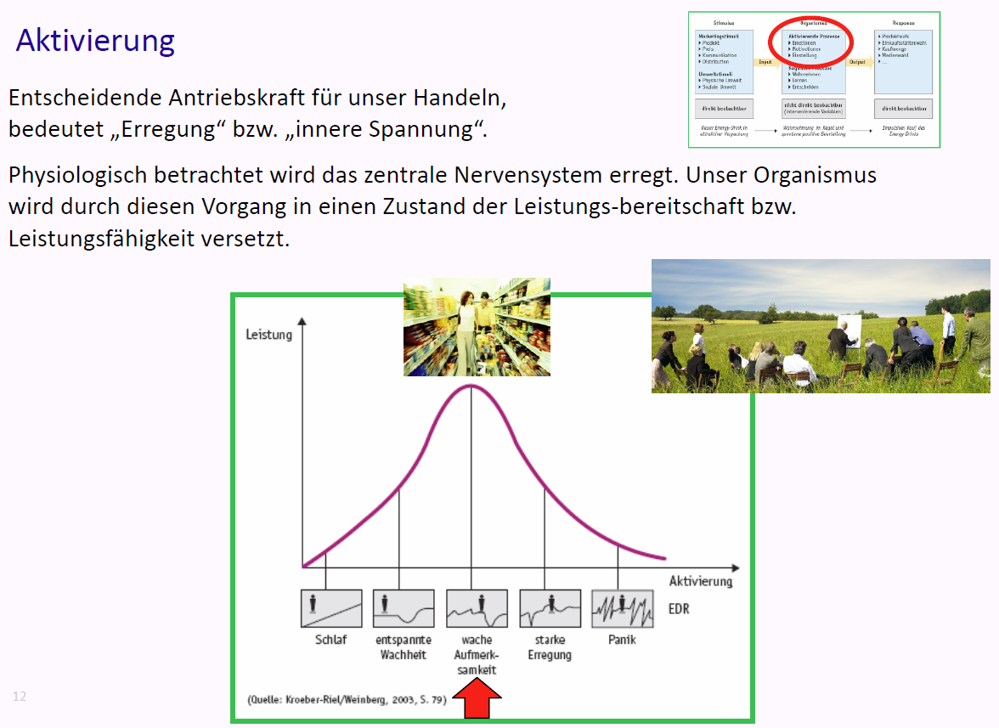 Aktivierung
Entscheidende Antriebskraft für unser Handeln,
bedeutet „Erregung“ bzw. „innere Spannung“.
Physiologisch betrachtet wird das zentrale Nervensystem erregt. Unser Organismus
wird durch diesen Vorgang in einen Zustand der Leistungs-bereitschaft bzw.
Leistungsfähigkeit versetzt.
Stimulus
Marketingstimuli
Produkt
Preis
Kommunikation
Distribution
Umweltstimuli
Physische Umwelt
Soziale Umwelt
direkt beobachtbar
Neuer Energy-Drink in
attraktiver Verpackung
Input
Organismus
Aktivierende Prozesse
Emotionen
Motivationen
Einstellung
Wahrnehmen
Lernen
Entscheiden
nicht direkt beobachtbar
(intervenierende Variablen)
Wahrnehmung im Regal und
spontane positive Beurteilung
Output
Response
Produktwahl
Einkaufsstättenwahl
Kaufmenge
Medienwahl
...
direkt beobachtbar
Impulsiver Kauf des
Energy-Drinks
Leistung
Aktivierung
EDR
Schlaf
entspannte
Wachheit
wache
Aufmerk-
samkeit
starke
Erregung
Panik
(Quelle: Kroeber-Riel/Weinberg, 2003, S. 79)
12